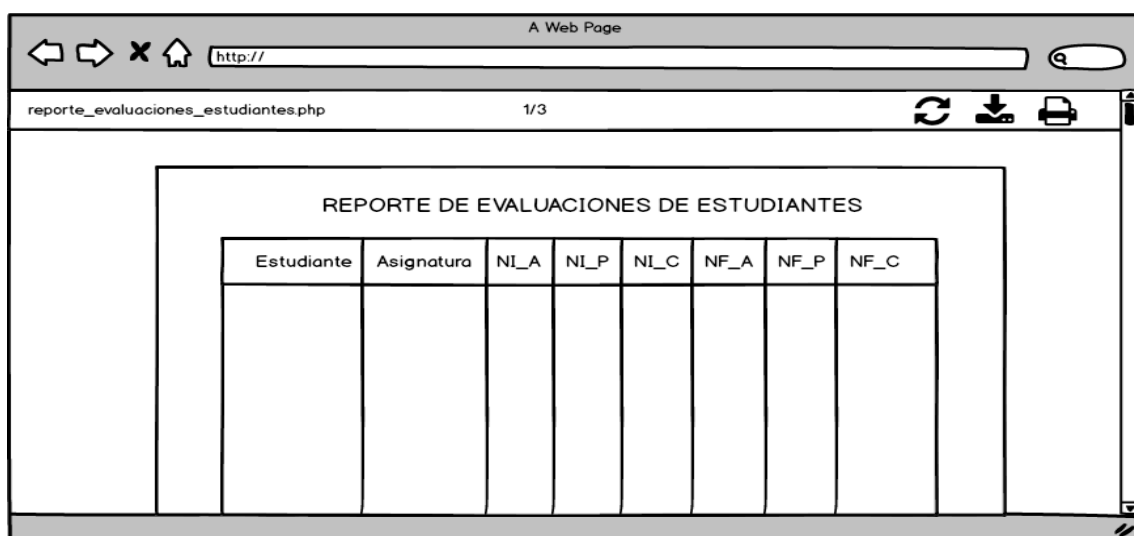 A Web Page
http://
reporte_evaluaciones_estudiantes.php 1/3
REPORTE DE EVALUACIONES DE ESTUDIANTES
Estudiante Asignatura NI_A NI_P NI_C NF_A NF_P NF_C